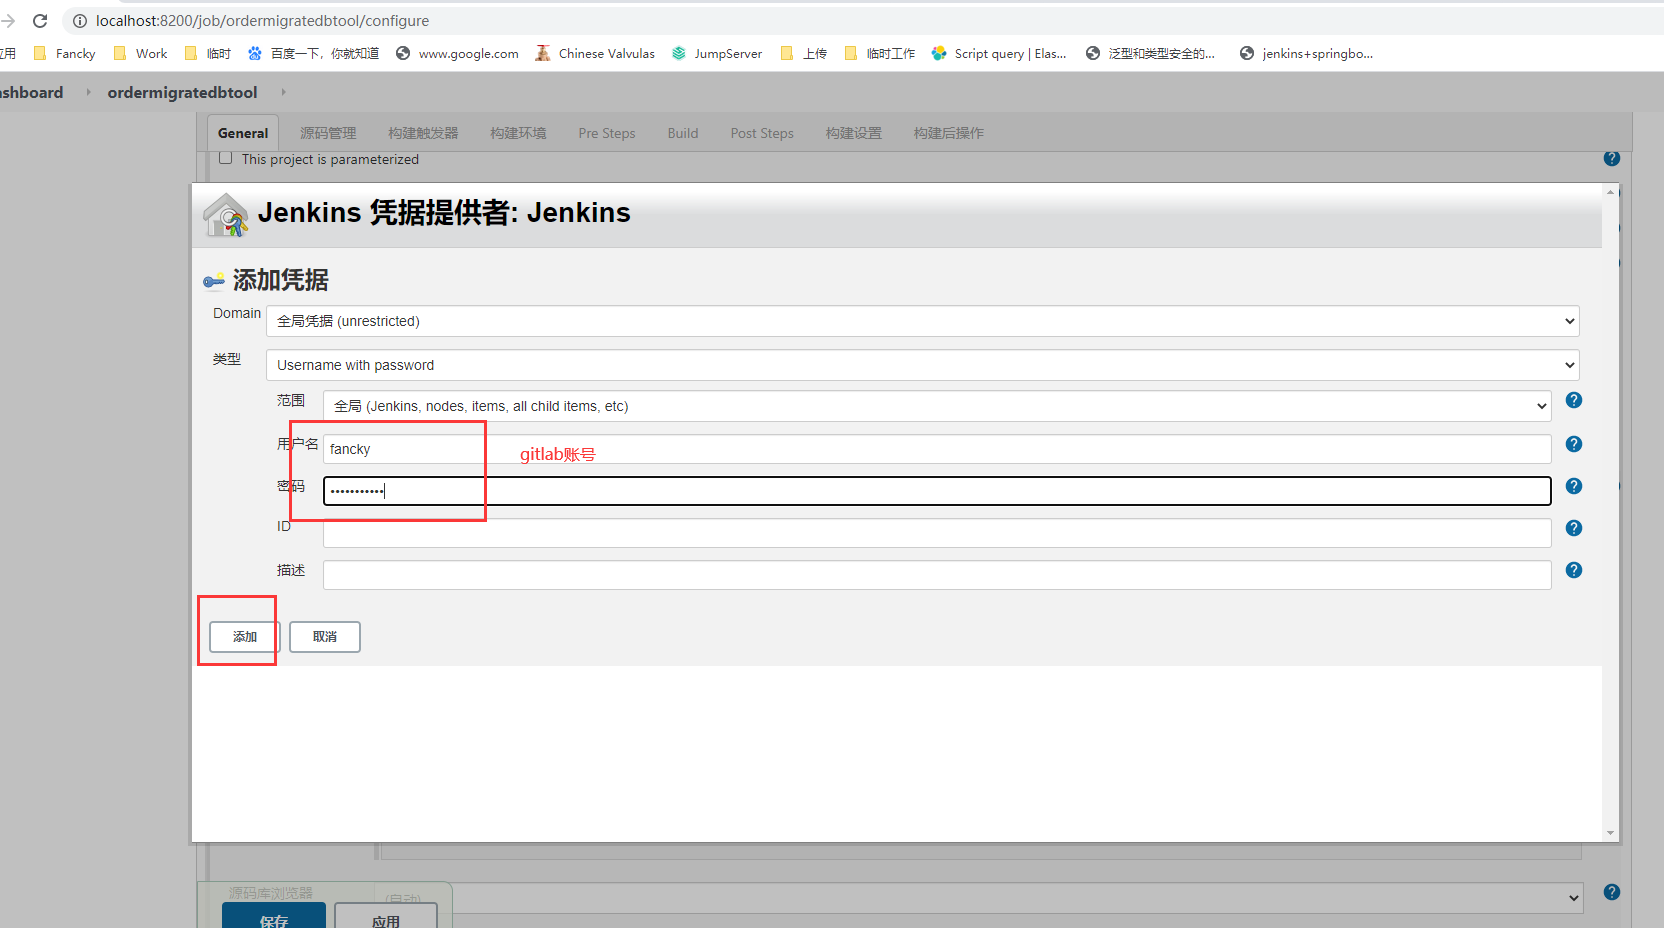 localhost:8200/job/ordermigratedbtool/configure
应用 Fancky Work 临时 百度一下，你就知道 www.google.com Chinese Valvulas JumpServer 上传 临时工作 Script query | Elas... 泛型和类型安全的... jenkins+springbo...
ashboard ordermigratedbtool
General 源码管理 构建触发器 构建环境 Pre Steps Build Post Steps 构建设置 构建后操作
This project is parameterized
Jenkins 凭据提供者: Jenkins
添加凭据
Domain 全局凭据 (unrestricted)
类型 Username with password
范围 全局 (Jenkins, nodes, items, all child items, etc)
用户名 fancky gitlab账号
密码 •••••••••••
ID
描述
添加 取消
源码库浏览器 (自动)
保存 应用